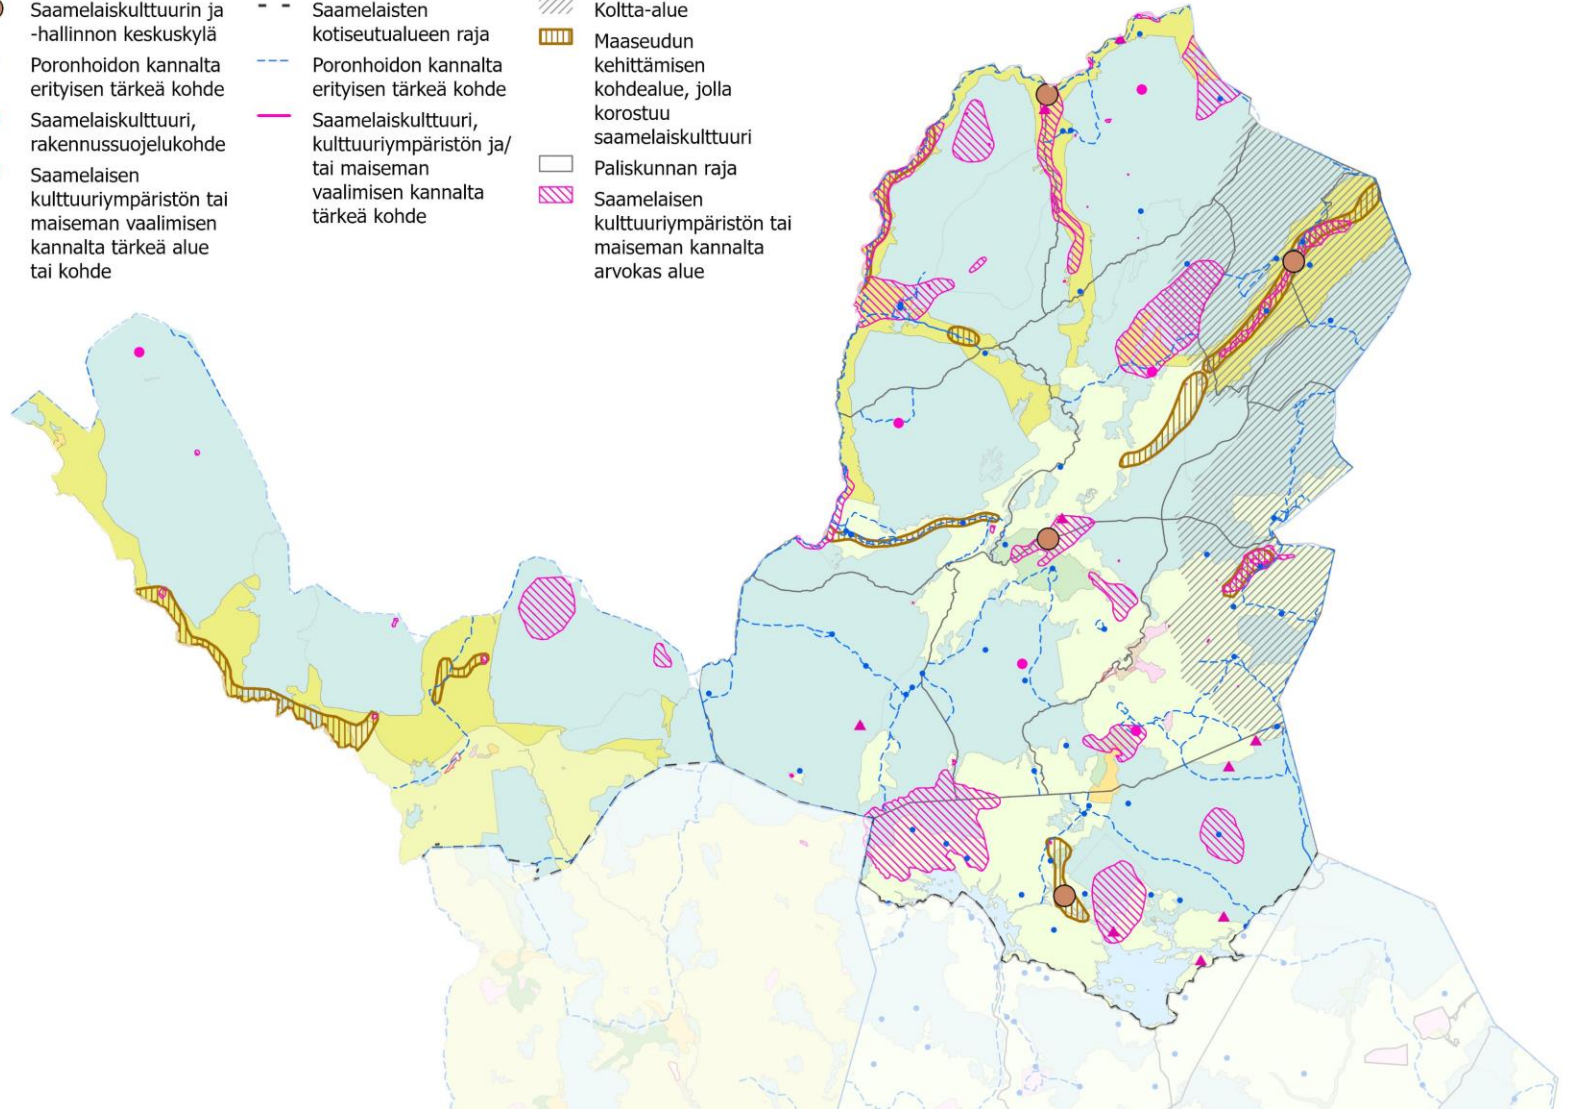 Saamelaiskulttuurin ja
-hallinnon keskuskylä
Poronhoidon kannalta
erityisen tärkeä kohde
Saamelaiskulttuuri,
rakennussuojelukohde
Saamelaisen
kulttuuriympäristön tai
maiseman vaalimisen
kannalta tärkeä alue
tai kohde
Saamelaisten
kotiseutualueen raja
Poronhoidon kannalta
erityisen tärkeä kohde
Saamelaiskulttuuri,
kulttuuriympäristön ja/
tai maiseman
vaalimisen kannalta
tärkeä kohde
Koltta-alue
Maaseudun
kehittämisen
kohdealue, jolla
korostuu
saamelaiskulttuuri
Paliskunnan raja
Saamelaisen
kulttuuriympäristön tai
maiseman kannalta
arvokas alue